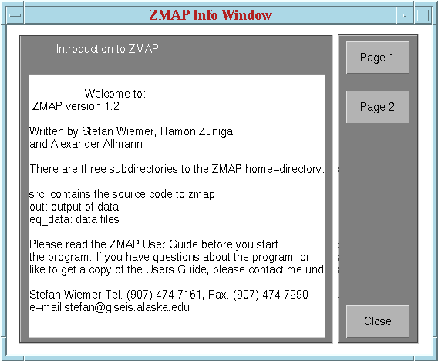 ZMAP Info Window
Introduction to ZMAP
Page 1
Page 2
Welcome to:
ZMAP version 1.2
Written by Stefan Wiemer, Ramon Zuniga
and Alexander Allmann
There are three subdirectories to the ZMAP home-directory:
src: contains the source code to zmap
out: output of data
eq_data: data files
Please read the ZMAP User Guide before you start
the program. If you have questions about the program or
like to get a copy of the Users Guide, please contact me und
Stefan Wiemer Tel. (907) 474 7161, Fax. (907) 474
e-mail stefan@giseis.alaska.edu
Close